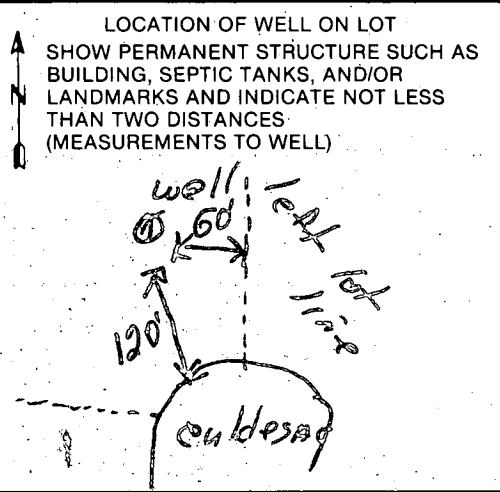 LOCATION OF WELL ON LOT
SHOW PERMANENT STRUCTURE SUCH AS
BUILDING, SEPTIC TANKS, AND/OR
LANDMARKS AND INDICATE NOT LESS
THAN TWO DISTANCES
(MEASUREMENTS TO WELL)
N
well
60'
left lot
line
120'
culdesac